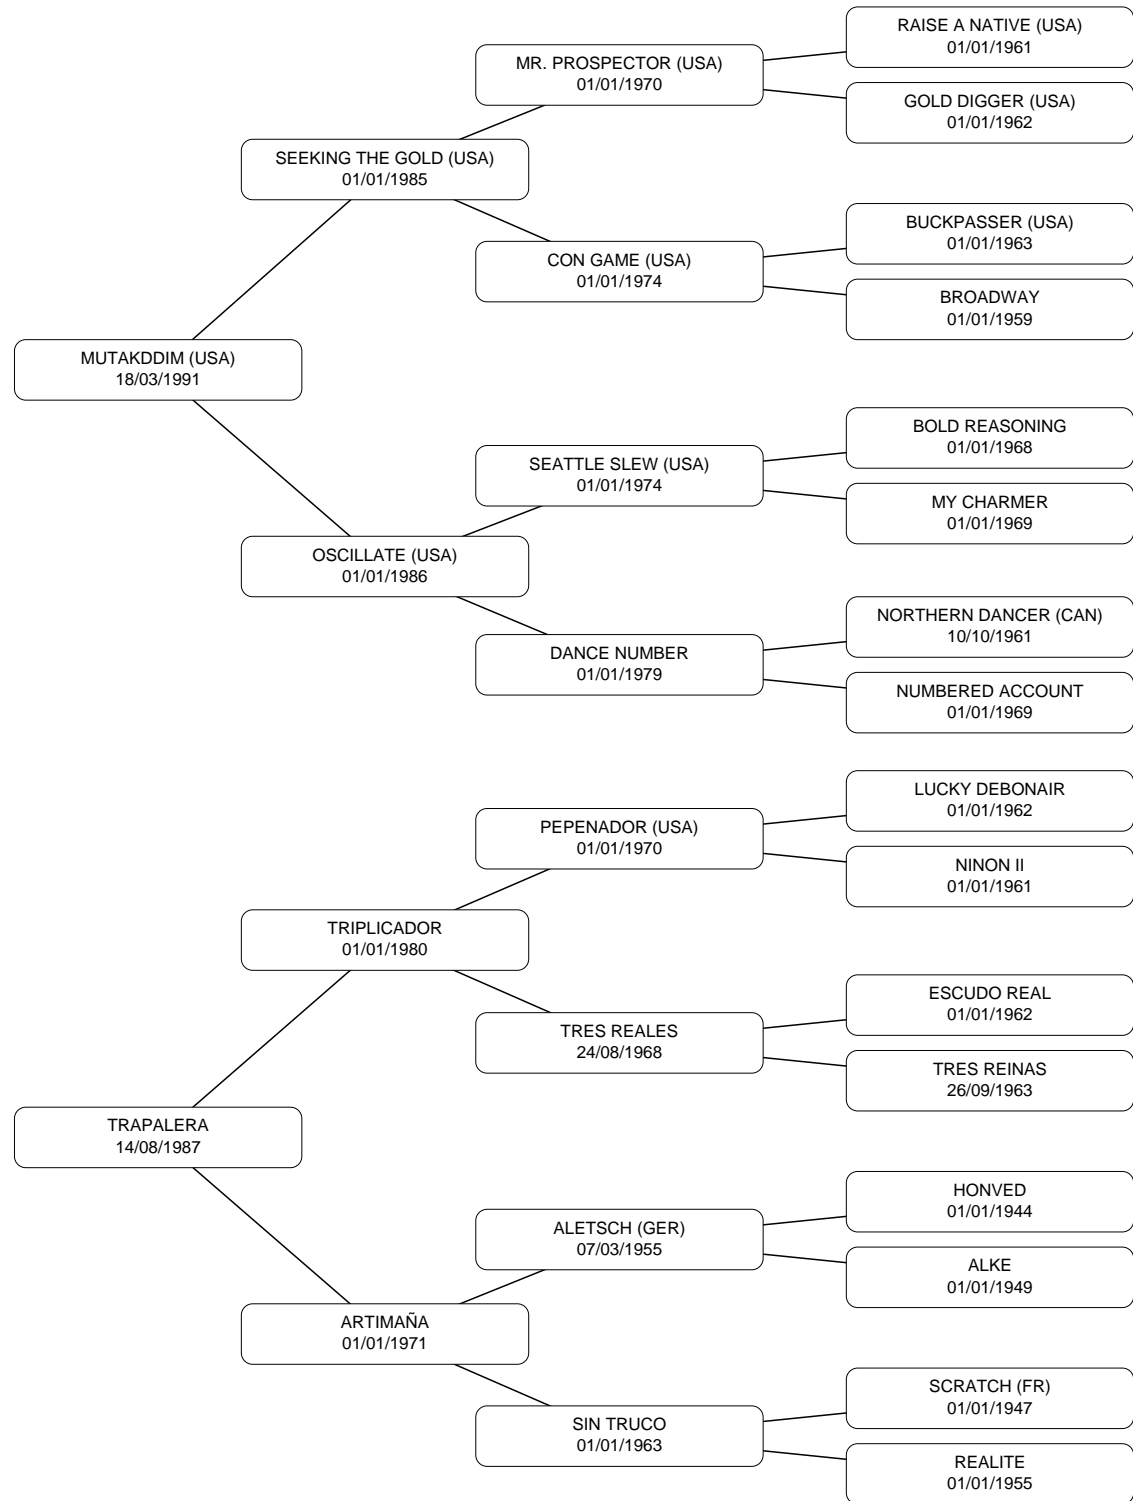 RAISE A NATIVE (USA)
01/01/1961
MR. PROSPECTOR (USA)
01/01/1970
GOLD DIGGER (USA)
01/01/1962
SEEKING THE GOLD (USA)
01/01/1985
BUCKPASSER (USA)
01/01/1963
CON GAME (USA)
01/01/1974
BROADWAY
01/01/1959
MUTAKDDIM (USA)
18/03/1991
BOLD REASONING
01/01/1968
SEATTLE SLEW (USA)
01/01/1974
MY CHARMER
01/01/1969
OSCILLATE (USA)
01/01/1986
NORTHERN DANCER (CAN)
10/10/1961
DANCE NUMBER
01/01/1979
NUMBERED ACCOUNT
01/01/1969
LUCKY DEBONAIR
01/01/1962
PEPENADOR (USA)
01/01/1970
NINON II
01/01/1961
TRIPLICADOR
01/01/1980
ESCUDO REAL
01/01/1962
TRES REALES
24/08/1968
TRES REINAS
26/09/1963
TRAPALERA
14/08/1987
HONVED
01/01/1944
ALETSCH (GER)
07/03/1955
ALKE
01/01/1949
ARTIMAÑA
01/01/1971
SCRATCH (FR)
01/01/1947
SIN TRUCO
01/01/1963
REALITE
01/01/1955